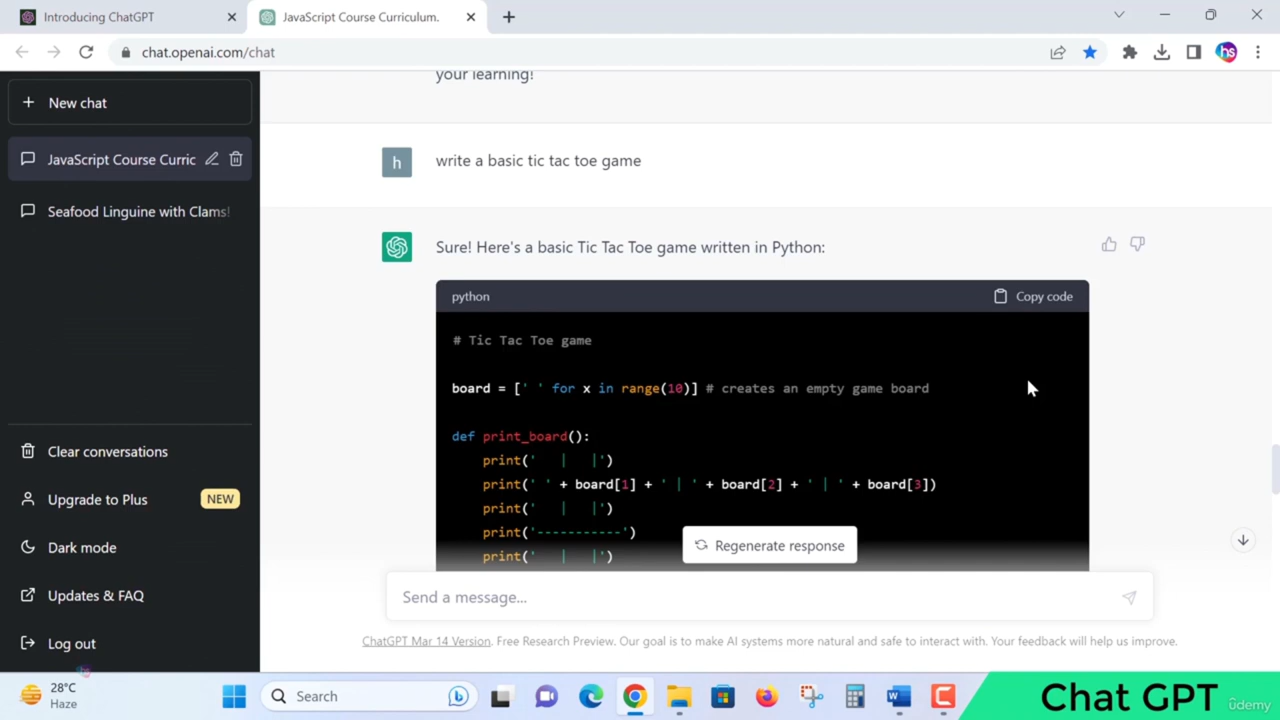 Introducing ChatGPT
JavaScript Course Curriculum.
chat.openai.com/chat
hs
New chat
JavaScript Course Curric
Seafood Linguine with Clams!
Clear conversations
Upgrade to Plus NEW
Dark mode
Updates & FAQ
Log out
your learning!
h write a basic tic tac toe game
Sure! Here's a basic Tic Tac Toe game written in Python:
python Copy code
# Tic Tac Toe game
board = [' ' for x in range(10)] # creates an empty game board
def print_board():
print('   |   |')
print(' ' + board[1] + ' | ' + board[2] + ' | ' + board[3])
print('   |   |')
print('-----------')
print('   |   |')
Regenerate response
Send a message...
ChatGPT Mar 14 Version. Free Research Preview. Our goal is to make AI systems more natural and safe to interact with. Your feedback will help us improve.
28°C
Haze
Search
Chat GPT
ûdemy